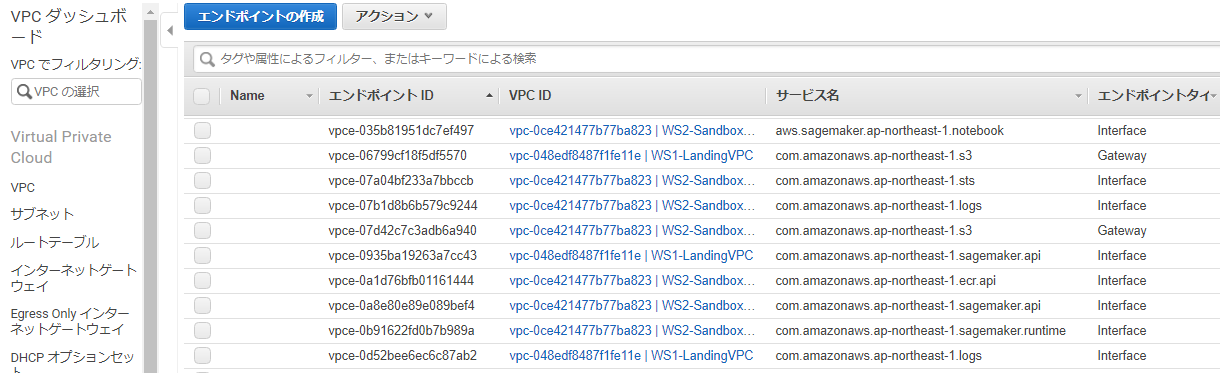 VPC ダッシュボ
ード
VPC でフィルタリング:
VPC の選択
Virtual Private
Cloud
VPC
サブネット
ルートテーブル
インターネットゲート
ウェイ
Egress Only インター
ネットゲートウェイ
DHCP オプションセッ
ト
エンドポイントの作成 アクション
タグや属性によるフィルター、またはキーワードによる検索
Name エンドポイント ID VPC ID サービス名 エンドポイントタイ
vpce-035b81951dc7ef497 vpc-0ce421477b77ba823 | WS2-Sandbox... aws.sagemaker.ap-northeast-1.notebook Interface
vpce-06799cf18f5df5570 vpc-048edf8487f1fe11e | WS1-LandingVPC com.amazonaws.ap-northeast-1.s3 Gateway
vpce-07a04bf233a7bbccb vpc-0ce421477b77ba823 | WS2-Sandbox... com.amazonaws.ap-northeast-1.sts Interface
vpce-07b1d8b6b579c9244 vpc-0ce421477b77ba823 | WS2-Sandbox... com.amazonaws.ap-northeast-1.logs Interface
vpce-07d42c7c3adb6a940 vpc-0ce421477b77ba823 | WS2-Sandbox... com.amazonaws.ap-northeast-1.s3 Gateway
vpce-0935ba19263a7cc43 vpc-048edf8487f1fe11e | WS1-LandingVPC com.amazonaws.ap-northeast-1.sagemaker.api Interface
vpce-0a1d76bfb01161444 vpc-0ce421477b77ba823 | WS2-Sandbox... com.amazonaws.ap-northeast-1.ecr.api Interface
vpce-0a8e80e89e089bef4 vpc-0ce421477b77ba823 | WS2-Sandbox... com.amazonaws.ap-northeast-1.sagemaker.api Interface
vpce-0b91622fd0b7b989a vpc-0ce421477b77ba823 | WS2-Sandbox... com.amazonaws.ap-northeast-1.sagemaker.runtime Interface
vpce-0d52bee6ec6c87ab2 vpc-048edf8487f1fe11e | WS1-LandingVPC com.amazonaws.ap-northeast-1.logs Interface